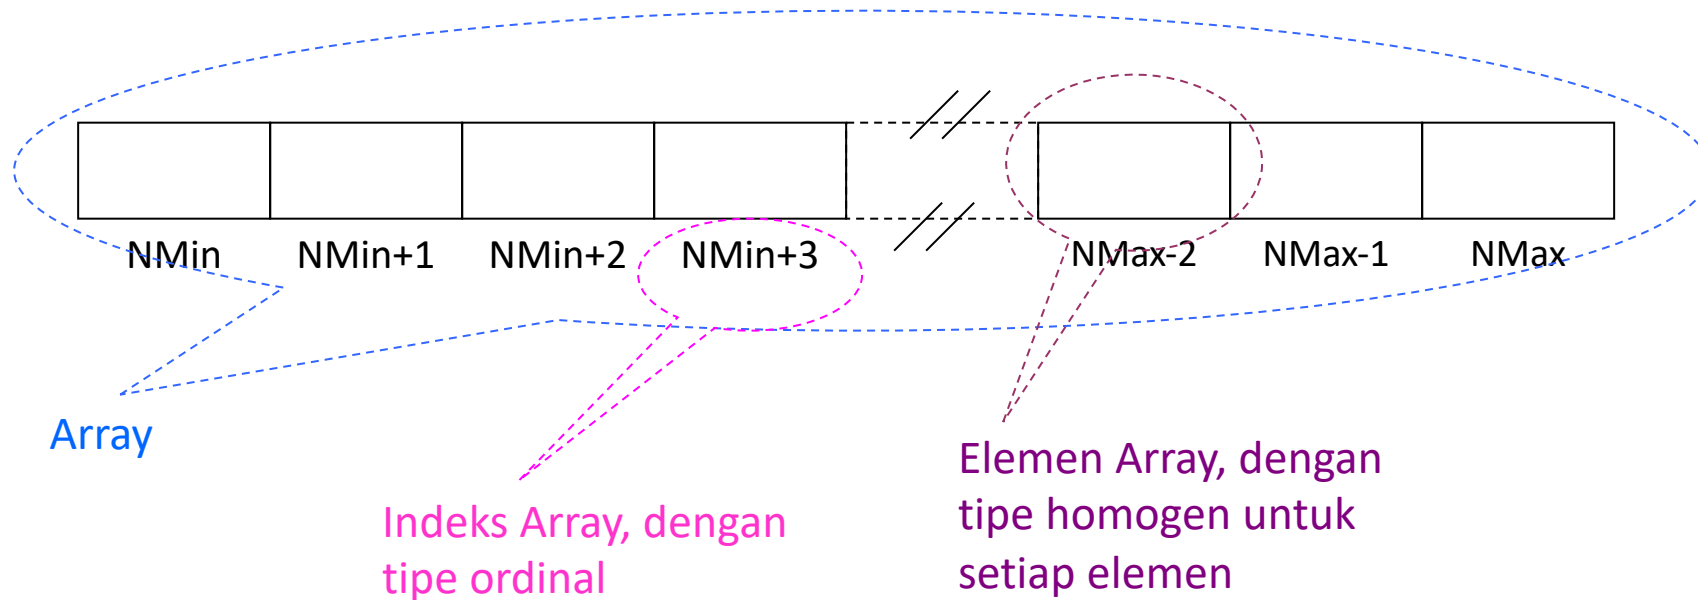 NMin NMin+1 NMin+2 NMin+3 NMax-2 NMax-1 NMax
Array
Indeks Array, dengan
tipe ordinal
Elemen Array, dengan
tipe homogen untuk
setiap elemen